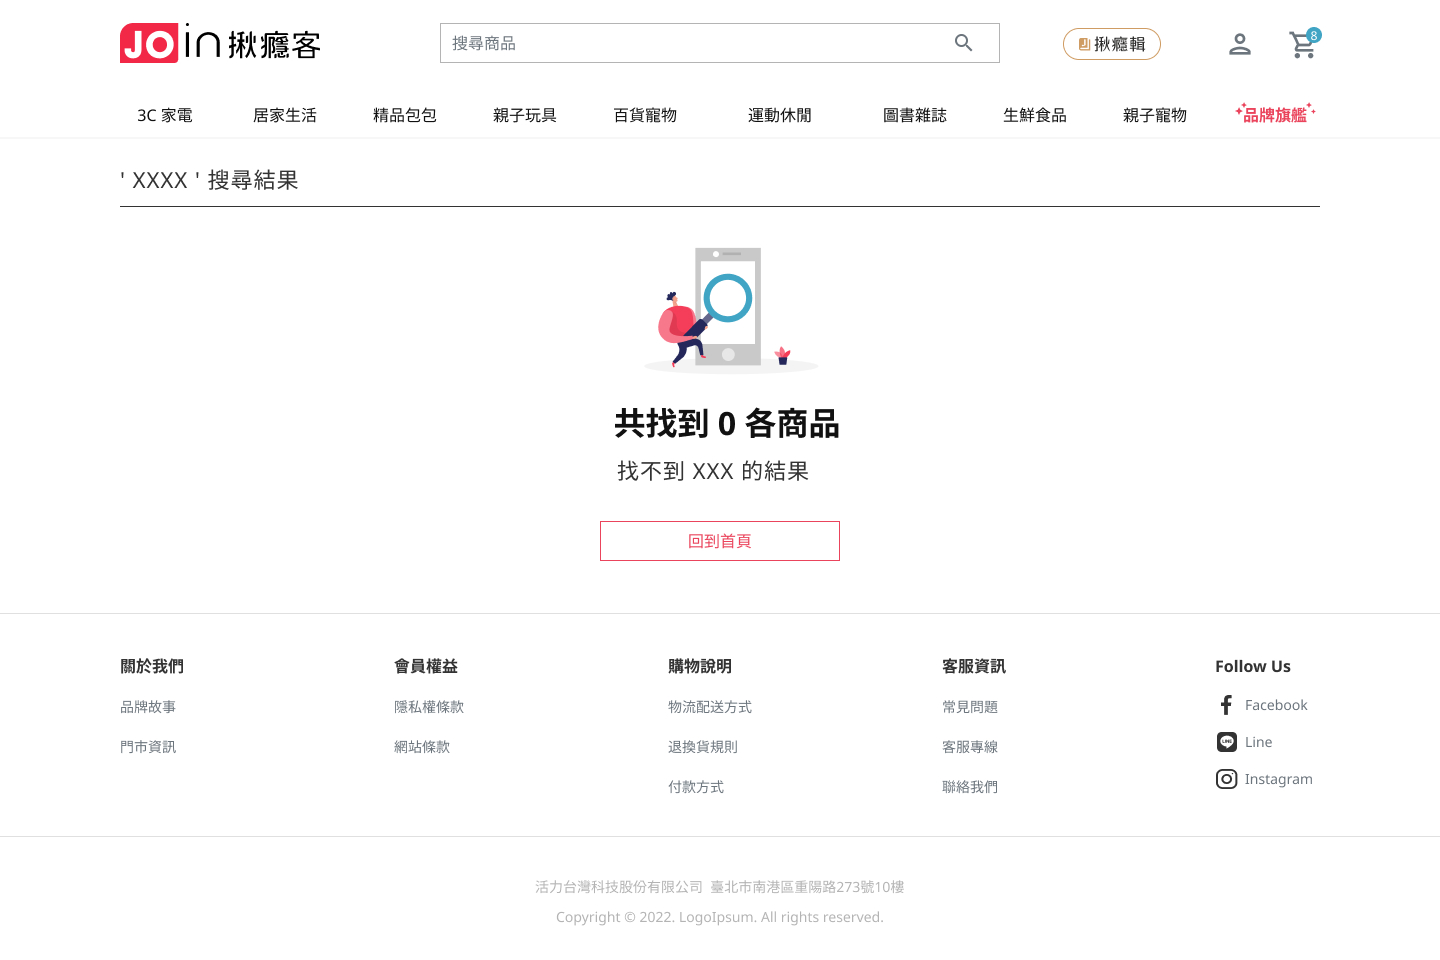 JOin 揪癮客
搜尋商品
揪癮輯
8
3C 家電 居家生活 精品包包 親子玩具 百貨寵物 運動休閒 圖書雜誌 生鮮食品 親子寵物 品牌旗艦
' XXXX ' 搜尋結果
共找到 0 各商品
找不到 XXX 的結果
回到首頁
關於我們
品牌故事
門市資訊
會員權益
隱私權條款
網站條款
購物說明
物流配送方式
退換貨規則
付款方式
客服資訊
常見問題
客服專線
聯絡我們
Follow Us
Facebook
LINE Line
Instagram
活力台灣科技股份有限公司 臺北市南港區重陽路273號10樓
Copyright © 2022. LogoIpsum. All rights reserved.